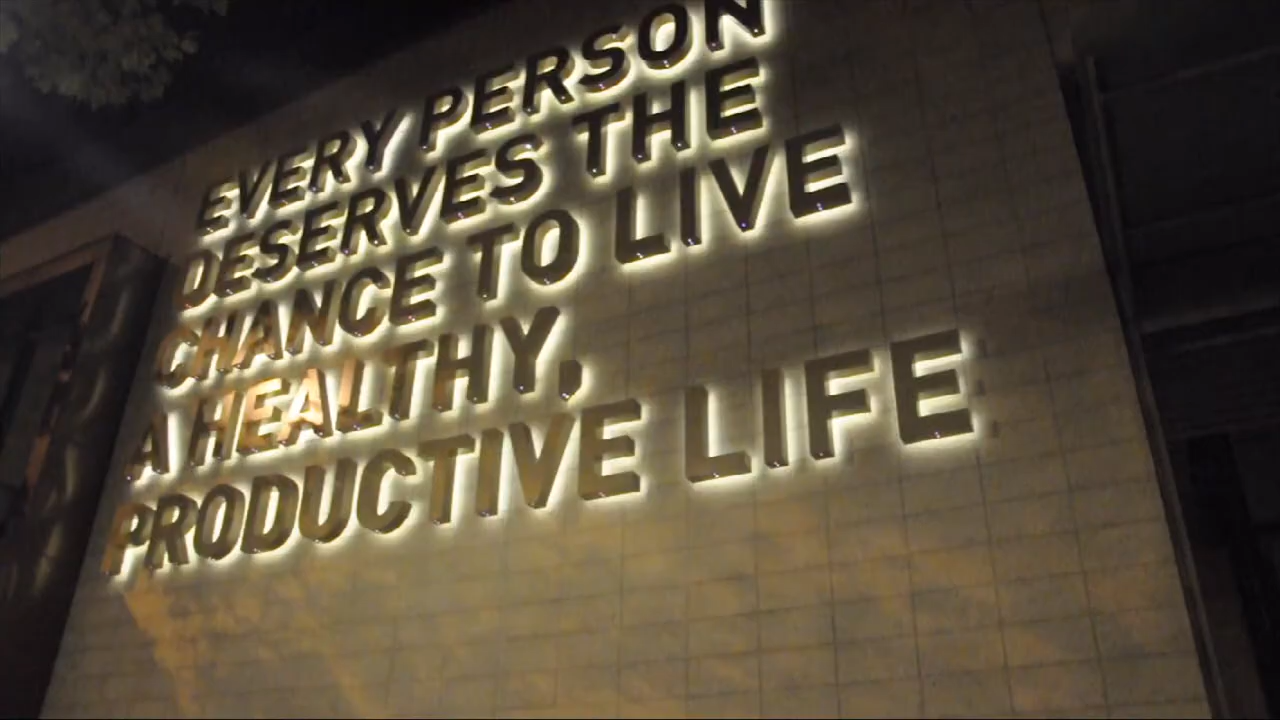 EVERY PERSON
DESERVES THE
CHANCE TO LIVE
A HEALTHY,
PRODUCTIVE LIFE